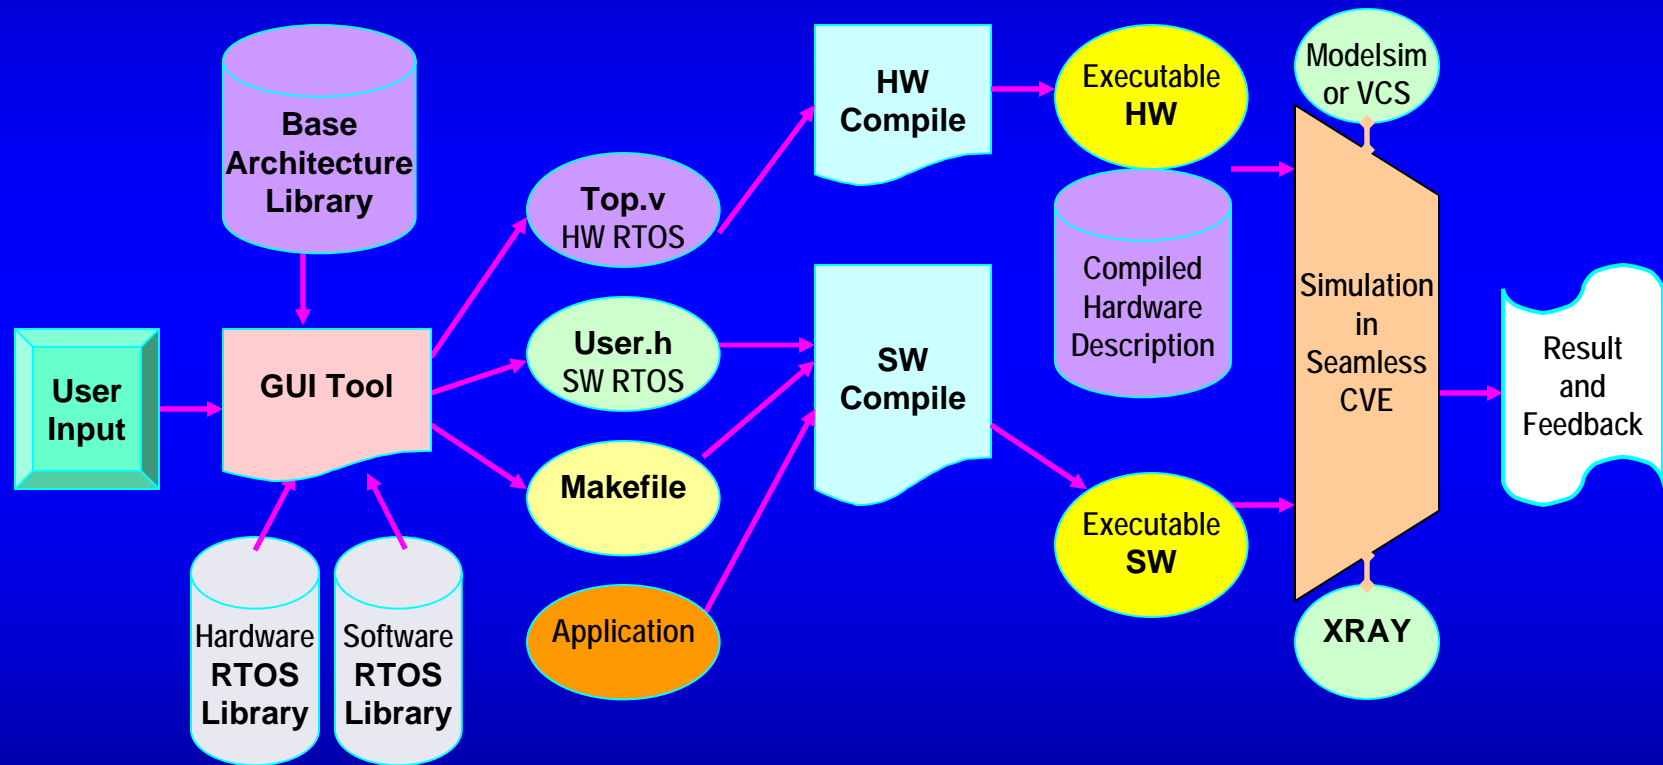 Base
Architecture
Library
User
Input
GUI Tool
Hardware
RTOS
Library
Software
RTOS
Library
Top.v
HW RTOS
User.h
SW RTOS
Makefile
Application
HW
Compile
SW
Compile
Executable
HW
Compiled
Hardware
Description
Executable
SW
Modelsim
or VCS
Simulation
in
Seamless
CVE
XRAY
Result
and
Feedback